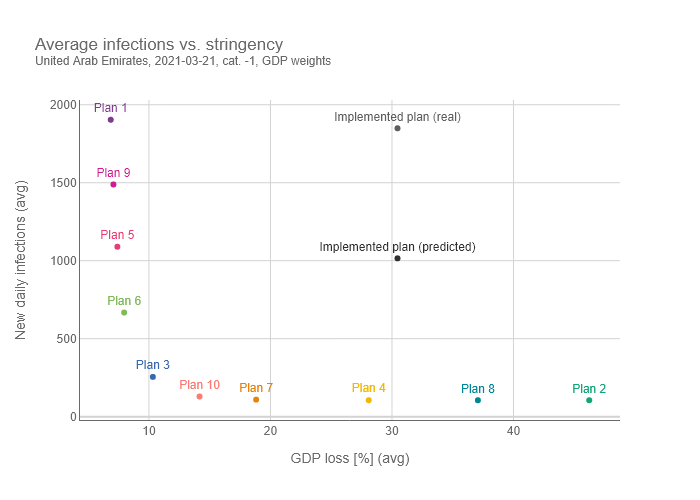 Average infections vs. stringency
United Arab Emirates, 2021-03-21, cat. -1, GDP weights
2000
Plan 1
Implemented plan (real)
Plan 9
1500
Plan 5
Implemented plan (predicted)
1000
Plan 6
500
Plan 3
Plan 10
Plan 7
Plan 4
Plan 8
Plan 2
0
10
20
30
40
New daily infections (avg)
GDP loss [%] (avg)